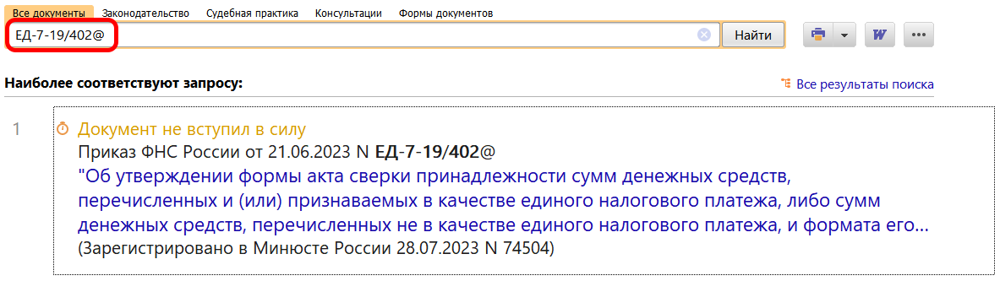 Все документы Законодательство Судебная практика Консультации Формы документов
ЕД-7-19/402@ Найти W
Наиболее соответствуют запросу: Все результаты поиска
1 Документ не вступил в силу
Приказ ФНС России от 21.06.2023 N ЕД-7-19/402@
"Об утверждении формы акта сверки принадлежности сумм денежных средств,
перечисленных и (или) признаваемых в качестве единого налогового платежа, либо сумм
денежных средств, перечисленных не в качестве единого налогового платежа, и формата его...
(Зарегистрировано в Минюсте России 28.07.2023 N 74504)